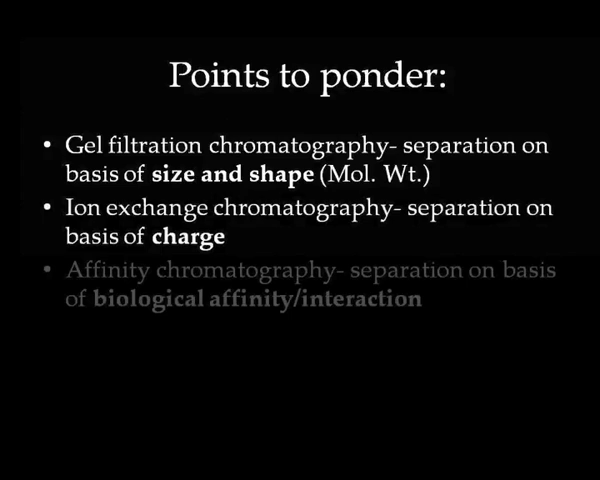 Points to ponder:
• Gel filtration chromatography- separation on
basis of size and shape (Mol. Wt.)
• Ion exchange chromatography- separation on
basis of charge
• Affinity chromatography- separation on basis
of biological affinity/interaction